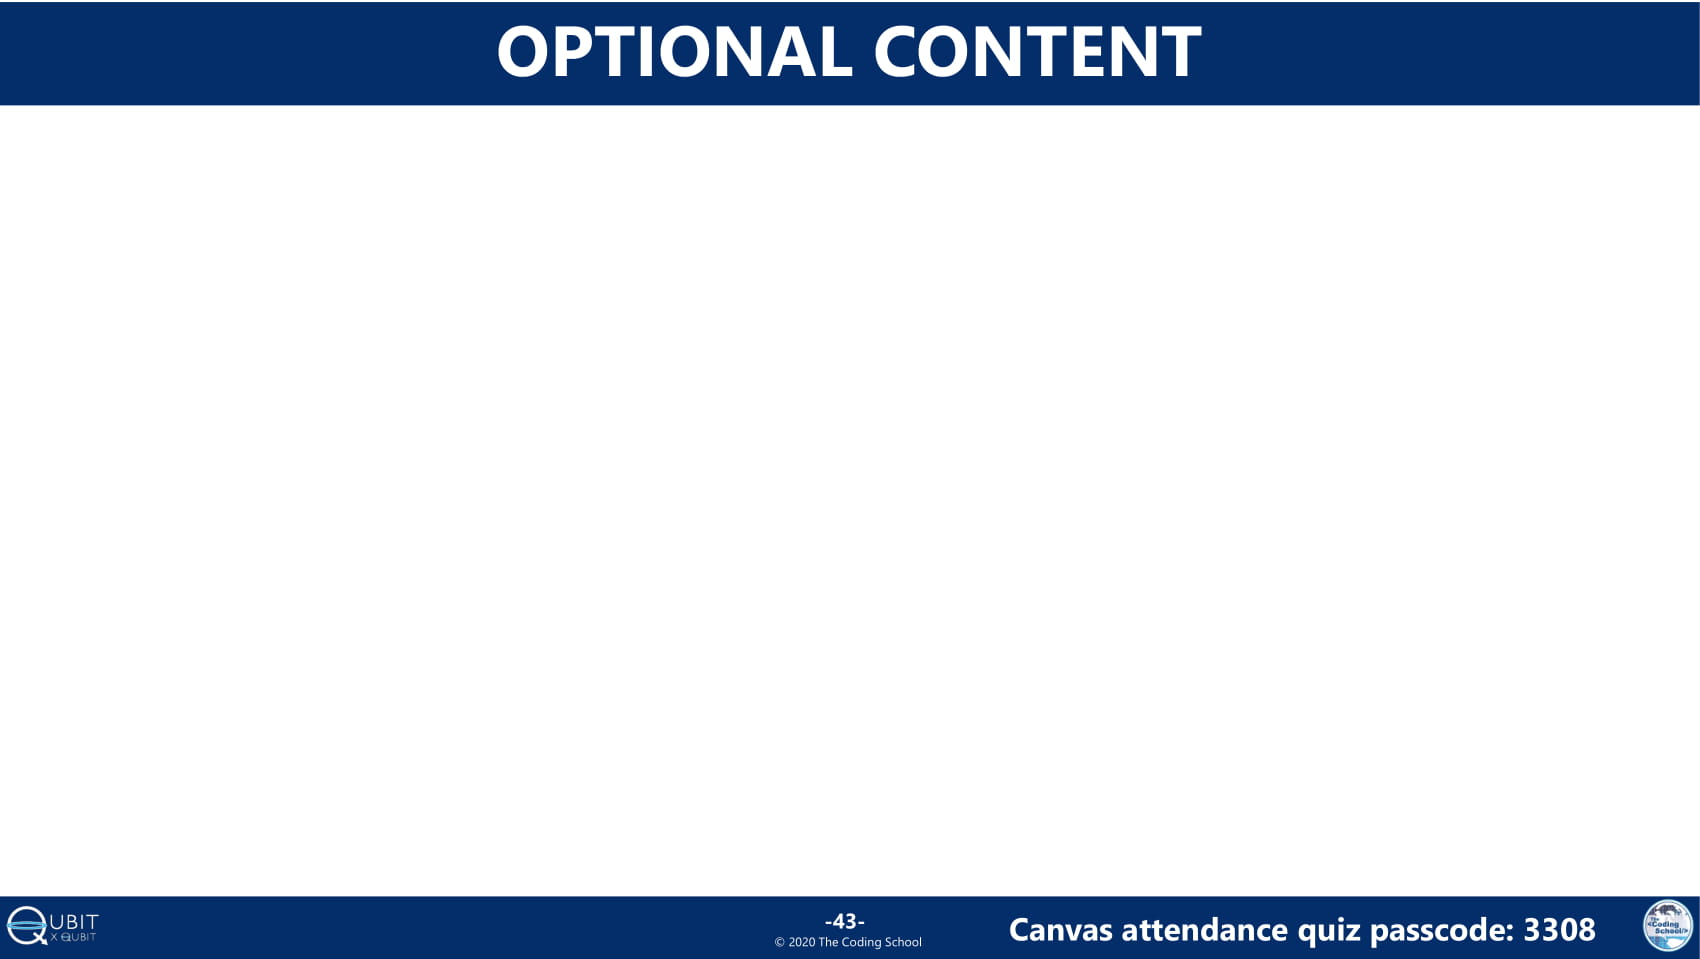 OPTIONAL CONTENT
QUBIT
X QUBIT
-43-
© 2020 The Coding School
Canvas attendance quiz passcode: 3308
The
<Coding
School/>